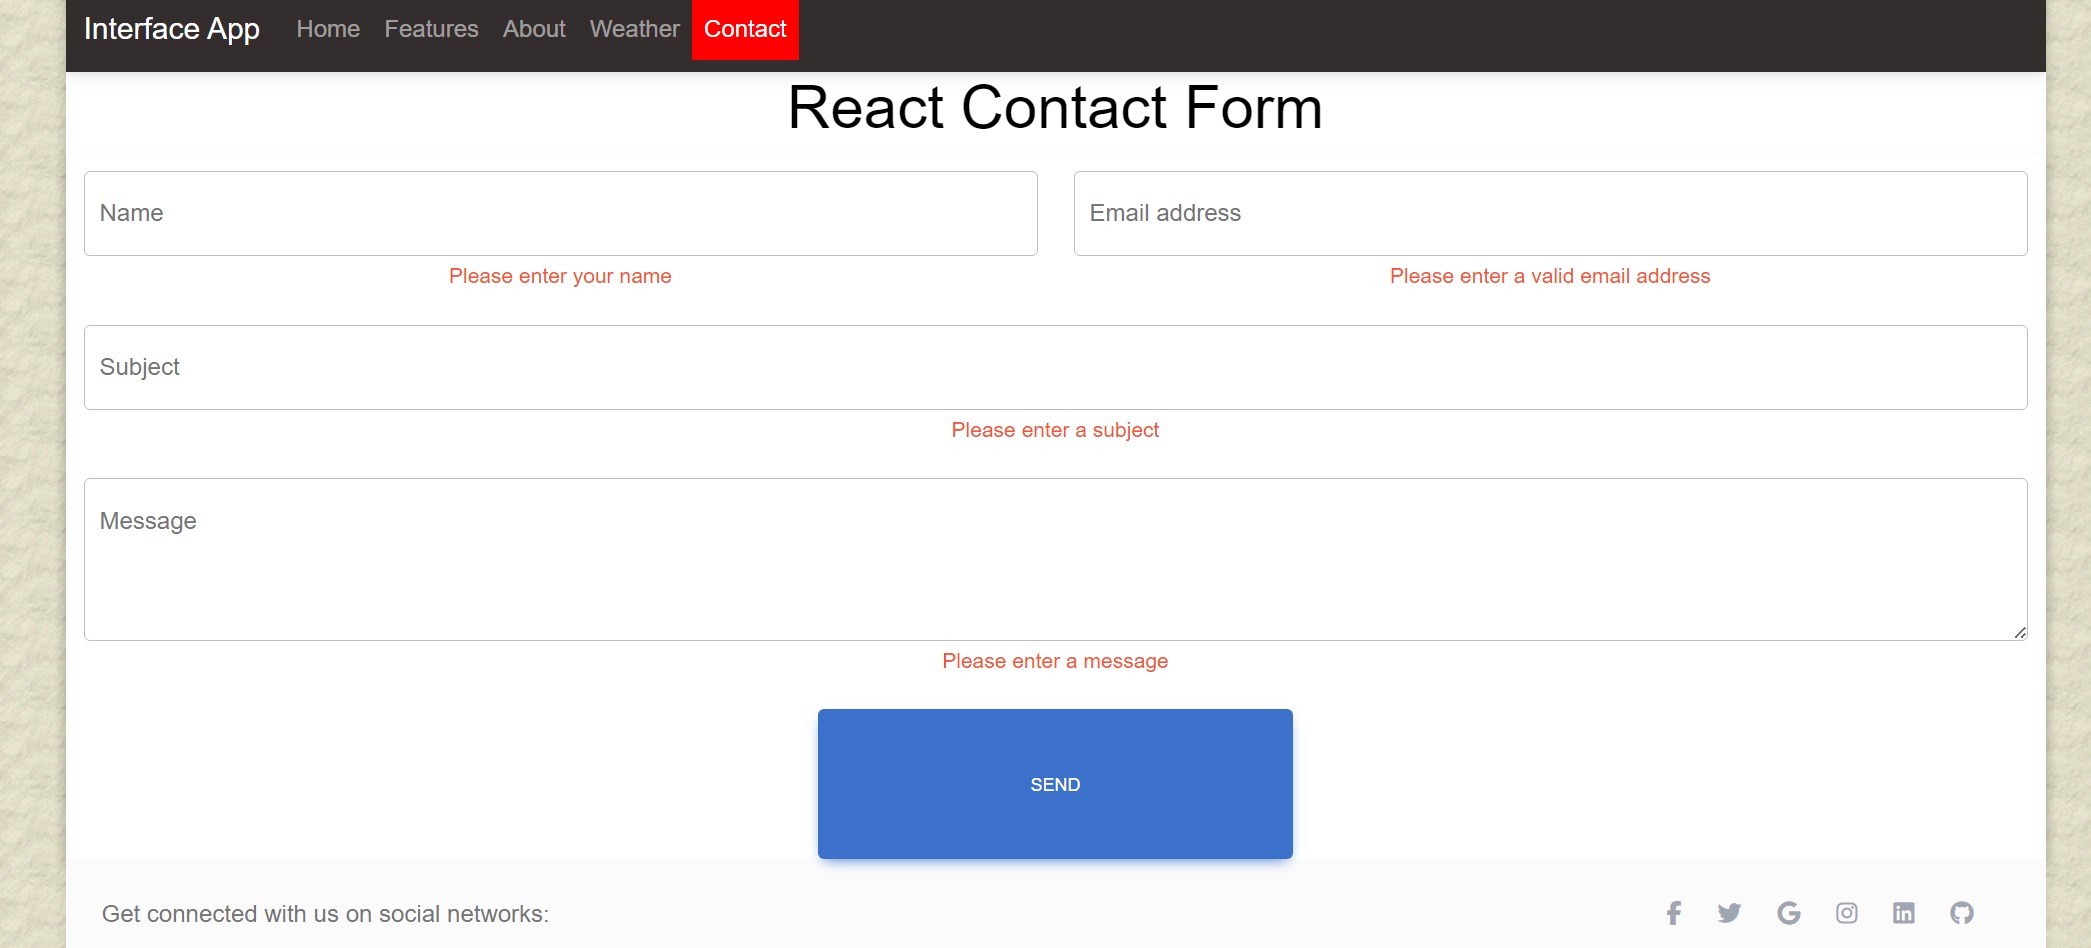 Interface App Home Features About Weather Contact
React Contact Form
Name Email address
Please enter your name Please enter a valid email address
Subject
Please enter a subject
Message
Please enter a message
SEND
Get connected with us on social networks: